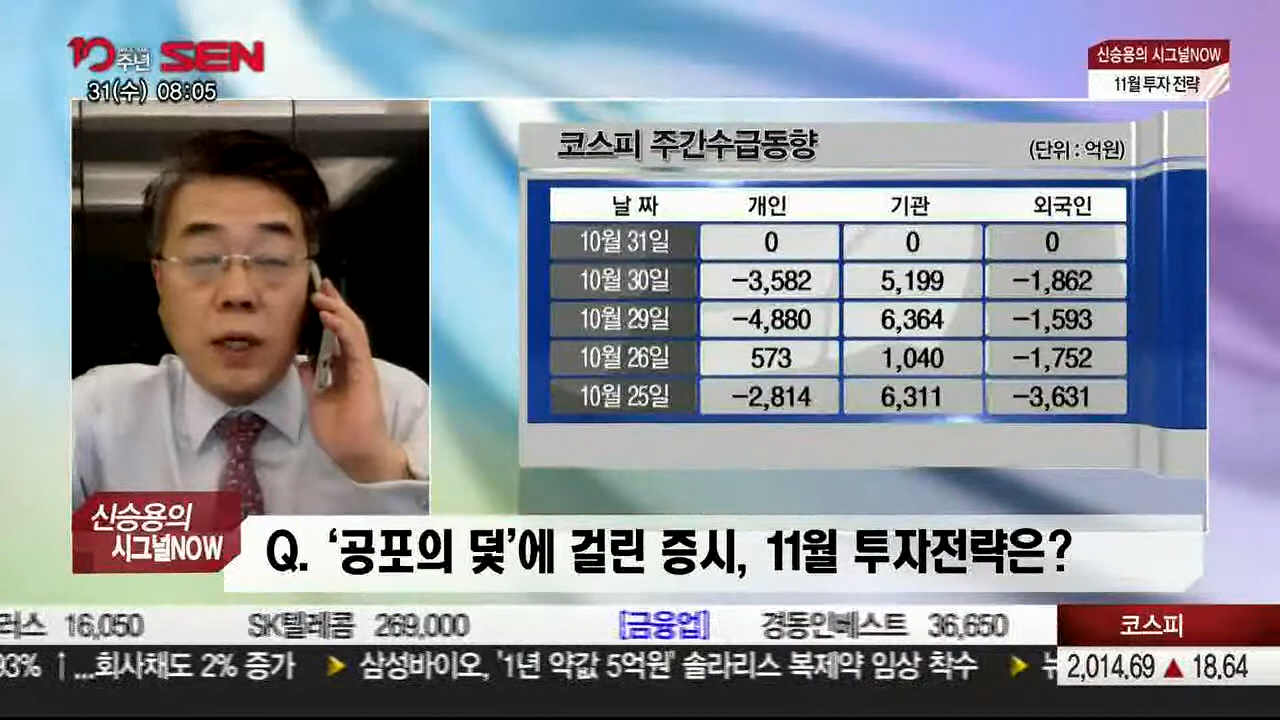 10주년 SEN
31(수) 08:05
신승용의 시그널NOW
11월 투자 전략
코스피 주간수급동향 (단위 : 억원)
날 짜 개인 기관 외국인
10월 31일 0 0 0
10월 30일 -3,582 5,199 -1,862
10월 29일 -4,880 6,364 -1,593
10월 26일 573 1,040 -1,752
10월 25일 -2,814 6,311 -3,631
신승용의
시그널NOW
Q. ‘공포의 덫’에 걸린 증시, 11월 투자전략은?
러스 16,050 SK텔레콤 269,000 [금융업] 경동인베스트 36,650 코스피
93% ↑...회사채도 2% 증가 ▶ 삼성바이오, '1년 약값 5억원' 솔라리스 복제약 임상 착수 ▶ 2,014.69 ▲ 18.64